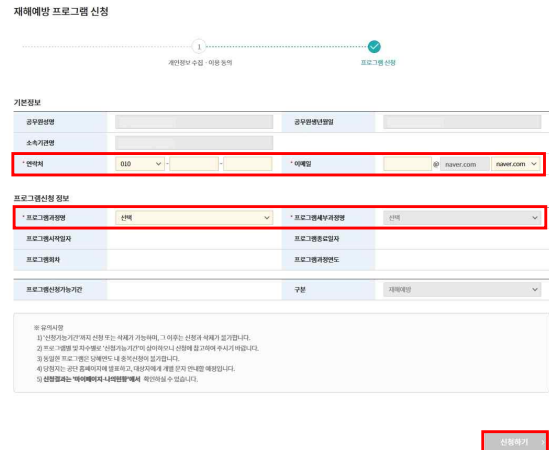 재해예방 프로그램 신청
1
개인정보 수집 · 이용 동의
프로그램 신청
기본정보
공무원성명
공무원생년월일
소속기관명
* 연락처 010 - -
* 이메일 @ naver.com naver.com
프로그램신청 정보
* 프로그램과정명 선택
* 프로그램세부과정명 선택
프로그램시작일자
프로그램종료일자
프로그램회차
프로그램과정연도
프로그램신청가능기간
구분 재해예방
※ 유의사항
1) '신청가능기간'까지 신청 또는 삭제가 가능하며, 그 이후는 신청과 삭제가 불가합니다.
2) 프로그램별 및 차수별로 '신청가능기간'이 상이하오니 신청에 참고하여 주시기 바랍니다.
3) 동일한 프로그램은 당해연도 내 중복신청이 불가합니다.
4) 당첨자는 공단 홈페이지에 발표하고, 대상자에게 개별 문자 안내할 예정입니다.
5) 신청결과는 '마이페이지-나의현황'에서 확인하실 수 있습니다.
신청하기